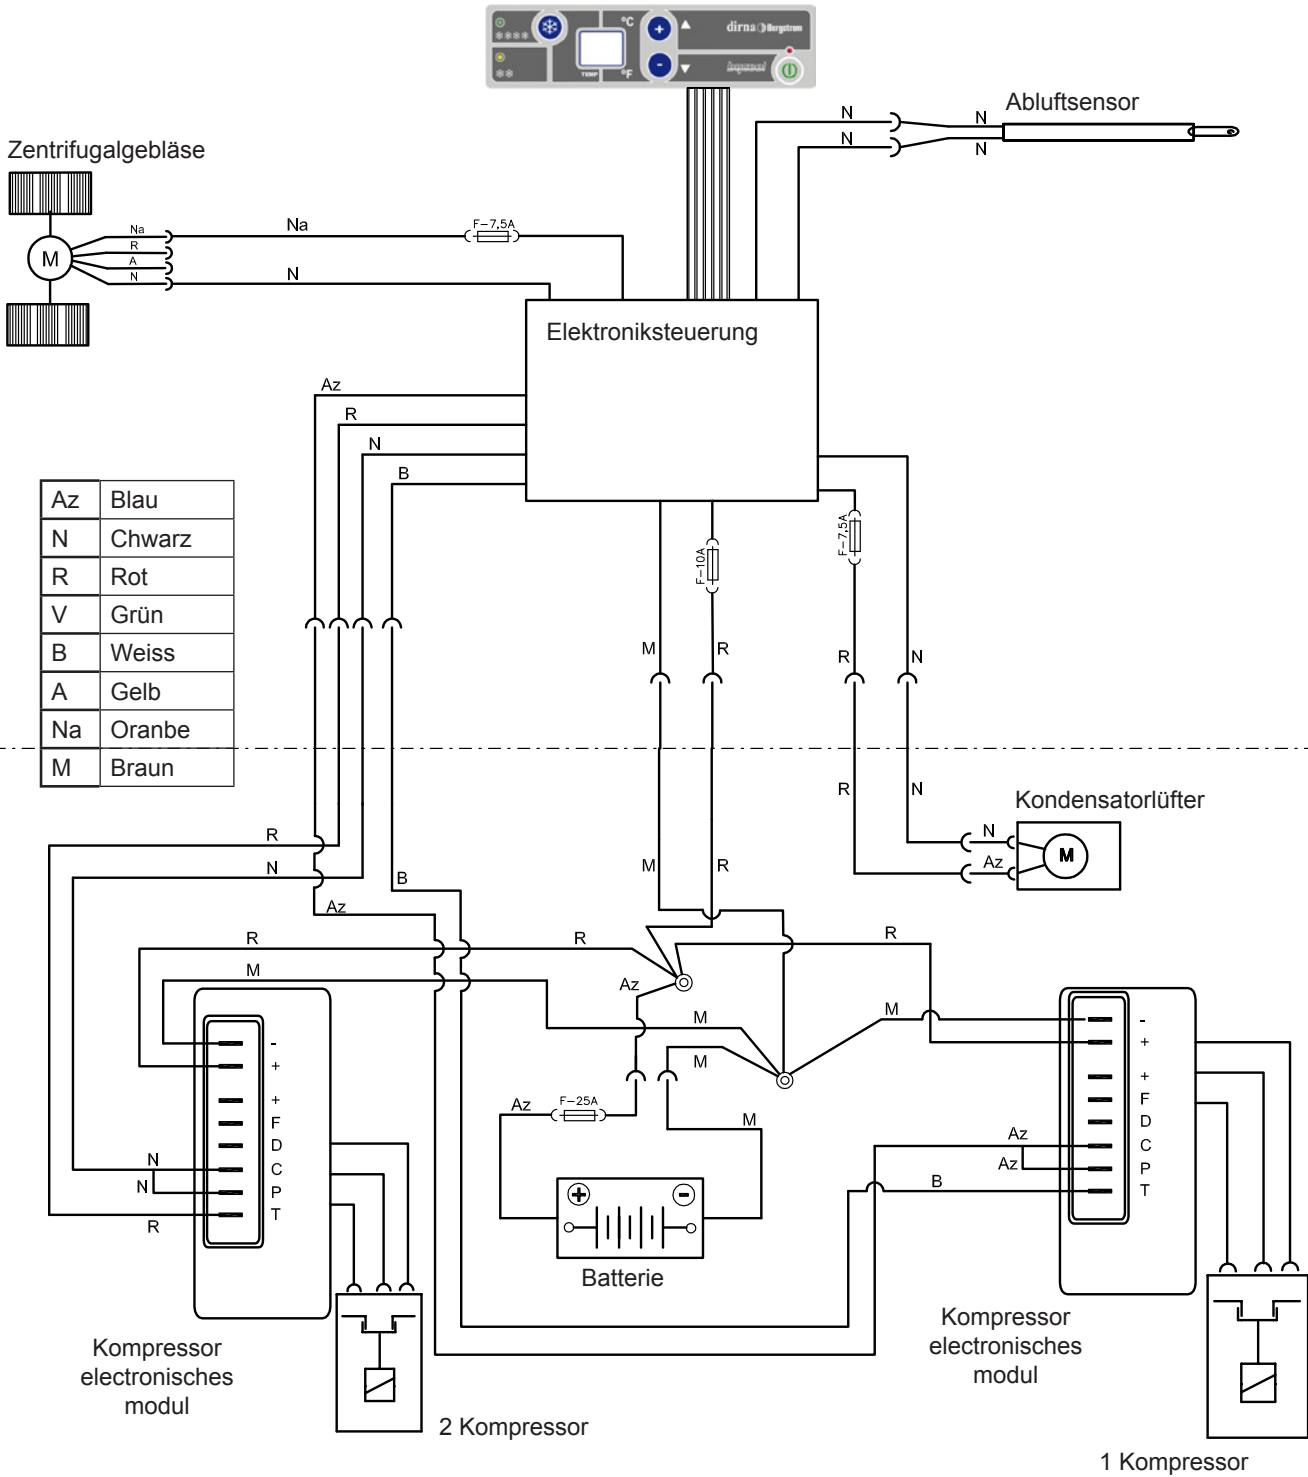 °C
dirna Bergstrom
TEMP
°F
N
N
Abluftsensor
N
N
Zentrifugalgebläse
Na
R
A
N
M
Na
F-7,5A
N
Elektroniksteuerung
Az
R
N
B
Az Blau
N Chwarz
R Rot
V Grün
B Weiss
A Gelb
Na Oranbe
M Braun
F-10A
F-7,5A
M
R
R
N
R
N
Kondensatorlüfter
N
Az
M
R
N
B
Az
M
R
R
R
R
M
Az
M
M
M
Az
F-25A
M
-
+
+
F
D
C
P
T
N
N
R
-
+
+
F
D
C
P
T
Az
Az
B
+
-
Batterie
Kompressor
electronisches
modul
2 Kompressor
Kompressor
electronisches
modul
1 Kompressor